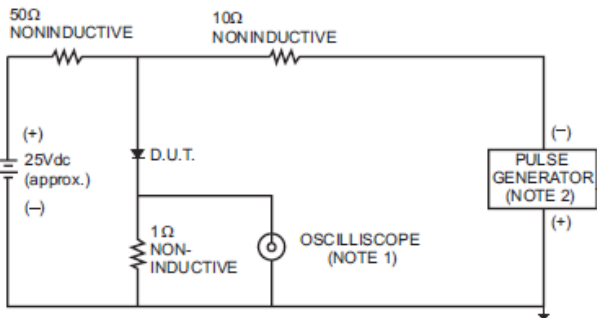 50Ω
NONINDUCTIVE
10Ω
NONINDUCTIVE
(+)
25Vdc
(approx.)
(–)
D.U.T.
1Ω
NON-
INDUCTIVE
OSCILLISCOPE
(NOTE 1)
(–)
PULSE
GENERATOR
(NOTE 2)
(+)